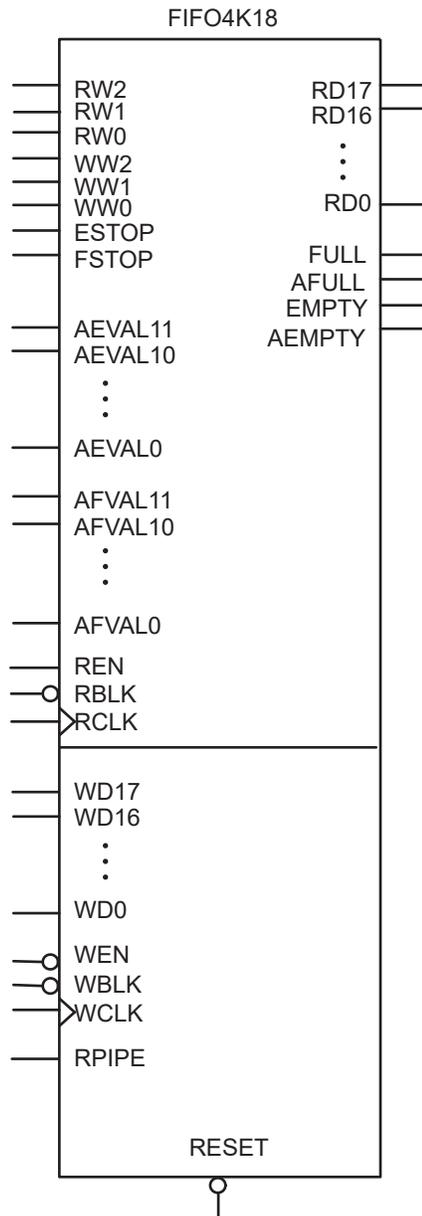 FIFO4K18
RW2
RW1
RW0
WW2
WW1
WW0
ESTOP
FSTOP
AEVAL11
AEVAL10
AEVAL0
AFVAL11
AFVAL10
AFVAL0
REN
RBLK
RCLK
RD17
RD16
RD0
FULL
AFULL
EMPTY
AEMPTY
WD17
WD16
WD0
WEN
WBLK
WCLK
RPIPE
RESET